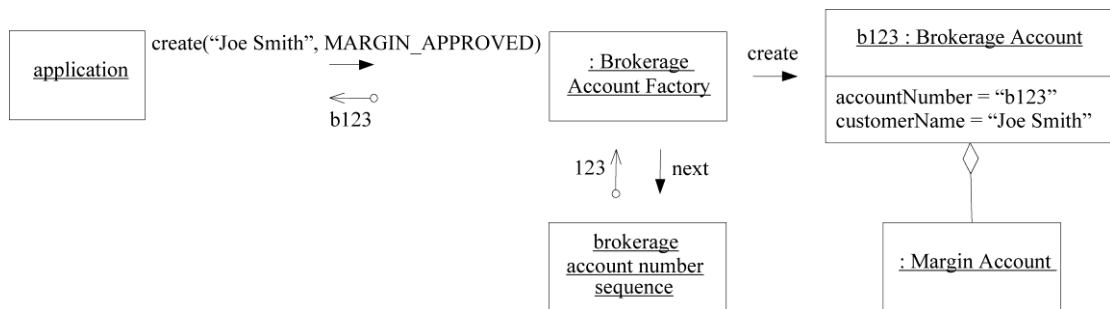 application
create(“Joe Smith”, MARGIN_APPROVED)
b123
: Brokerage
Account Factory
create
b123 : Brokerage Account
accountNumber = “b123”
customerName = “Joe Smith”
123
next
brokerage
account number
sequence
: Margin Account